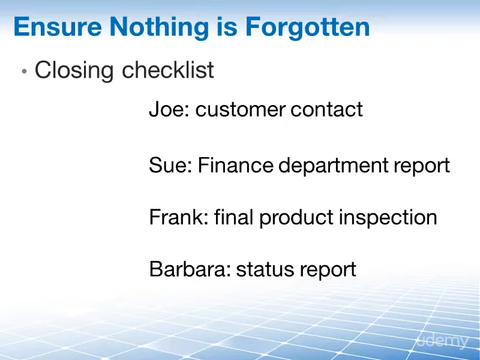 Ensure Nothing is Forgotten
• Closing checklist
Joe: customer contact
Sue: Finance department report
Frank: final product inspection
Barbara: status report
udemy